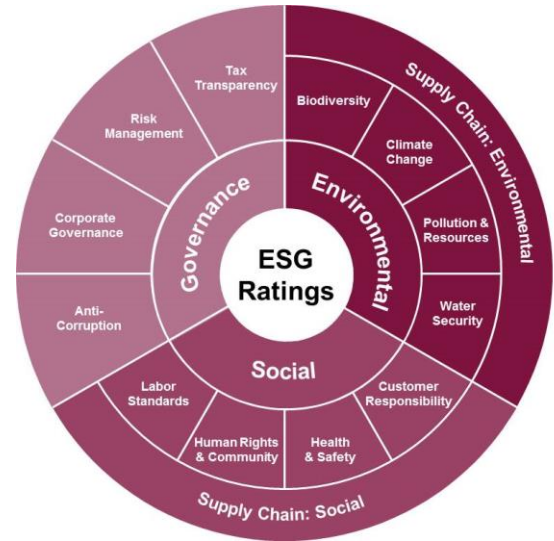 ESG
Ratings
Environmental
Biodiversity
Climate
Change
Pollution &
Resources
Water
Security
Supply Chain: Environmental
Social
Customer
Responsibility
Health
& Safety
Human Rights
& Community
Labor
Standards
Supply Chain: Social
Governance
Anti-
Corruption
Corporate
Governance
Risk
Management
Tax
Transparency